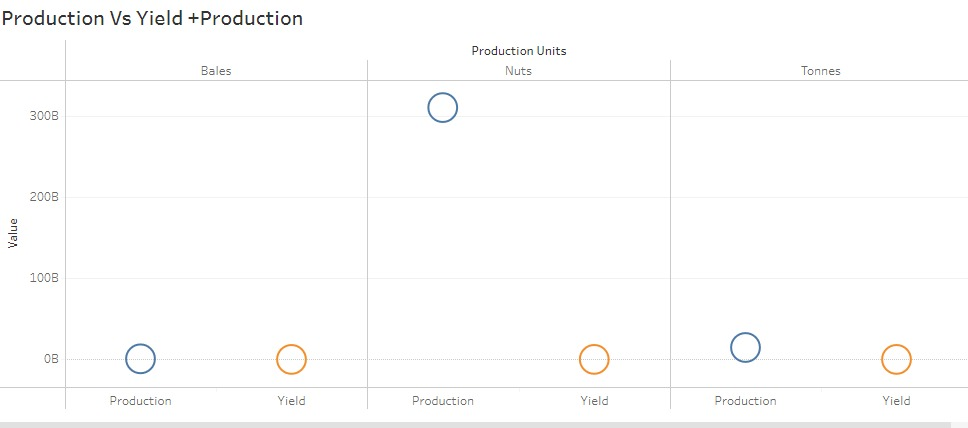 Production Vs Yield +Production
Production Units
Bales Nuts Tonnes
300B
200B
100B
0B
Value
Production Yield Production Yield Production Yield